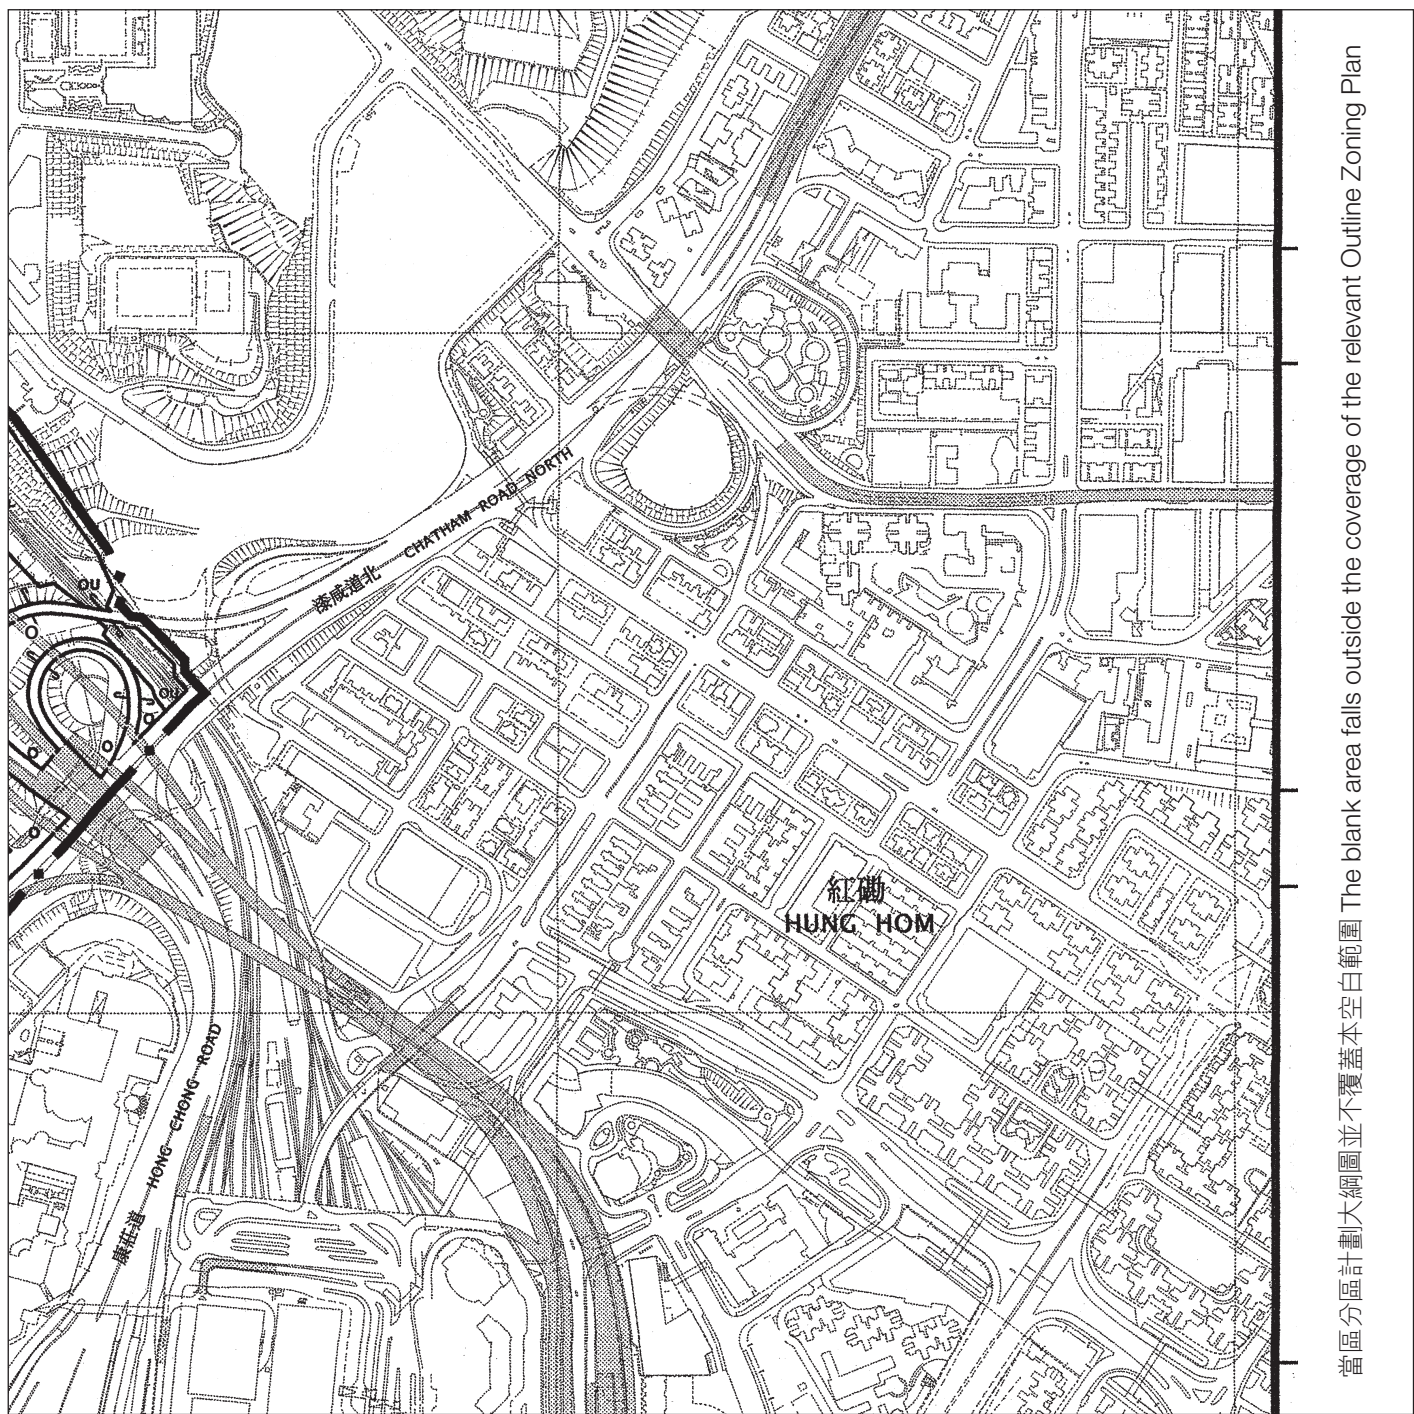 OU
O
O
OU
O
O
O
漆咸道北 CHATHAM ROAD NORTH
紅磡
HUNG HOM
康莊道 HONG CHONG ROAD
當區分區計劃大綱圖並不覆蓋本空白範圍 The blank area falls outside the coverage of the relevant Outline Zoning Plan